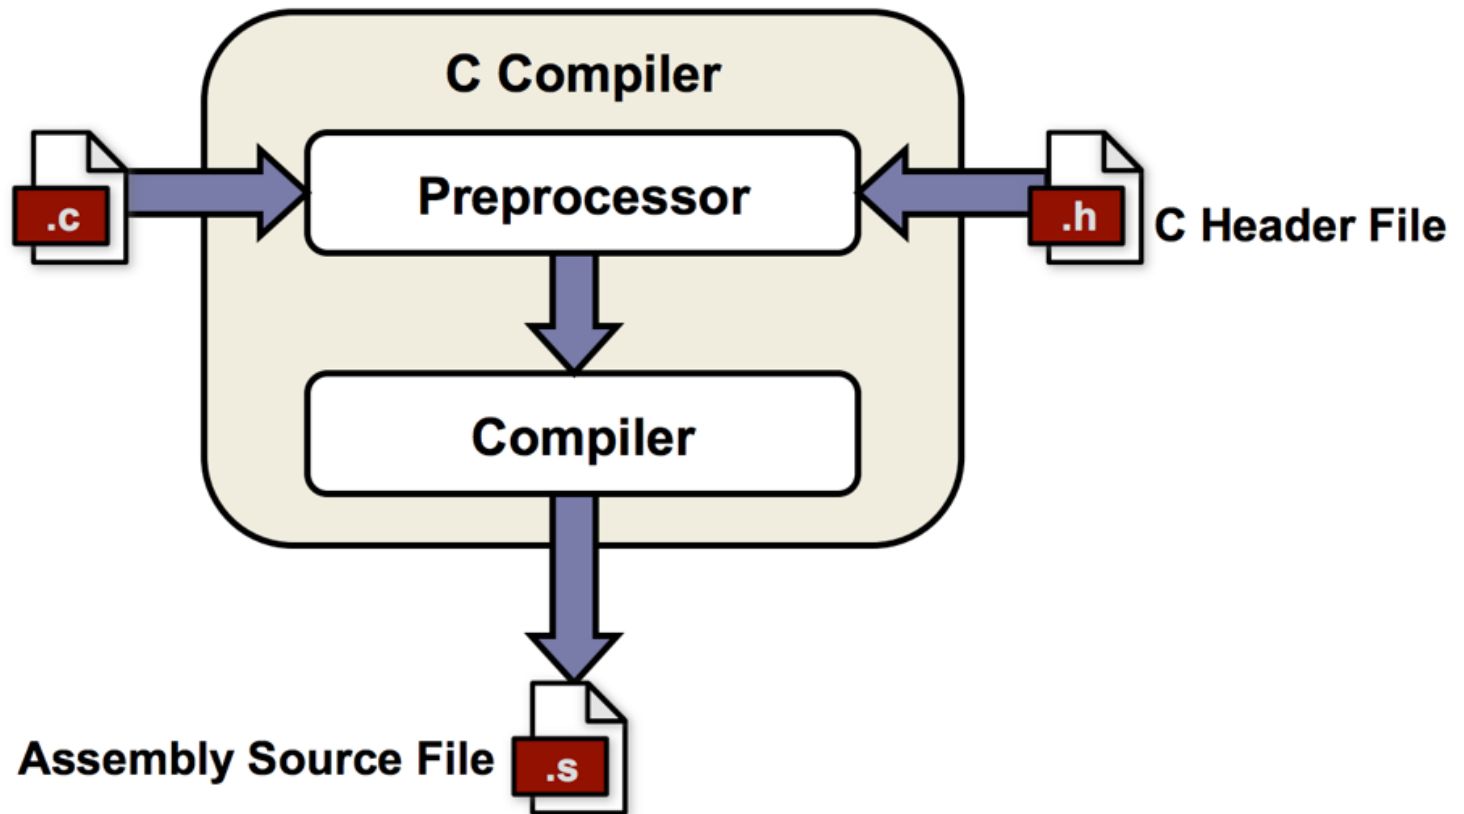 C Compiler
Preprocessor
.c
.h
C Header File
Compiler
Assembly Source File
.s